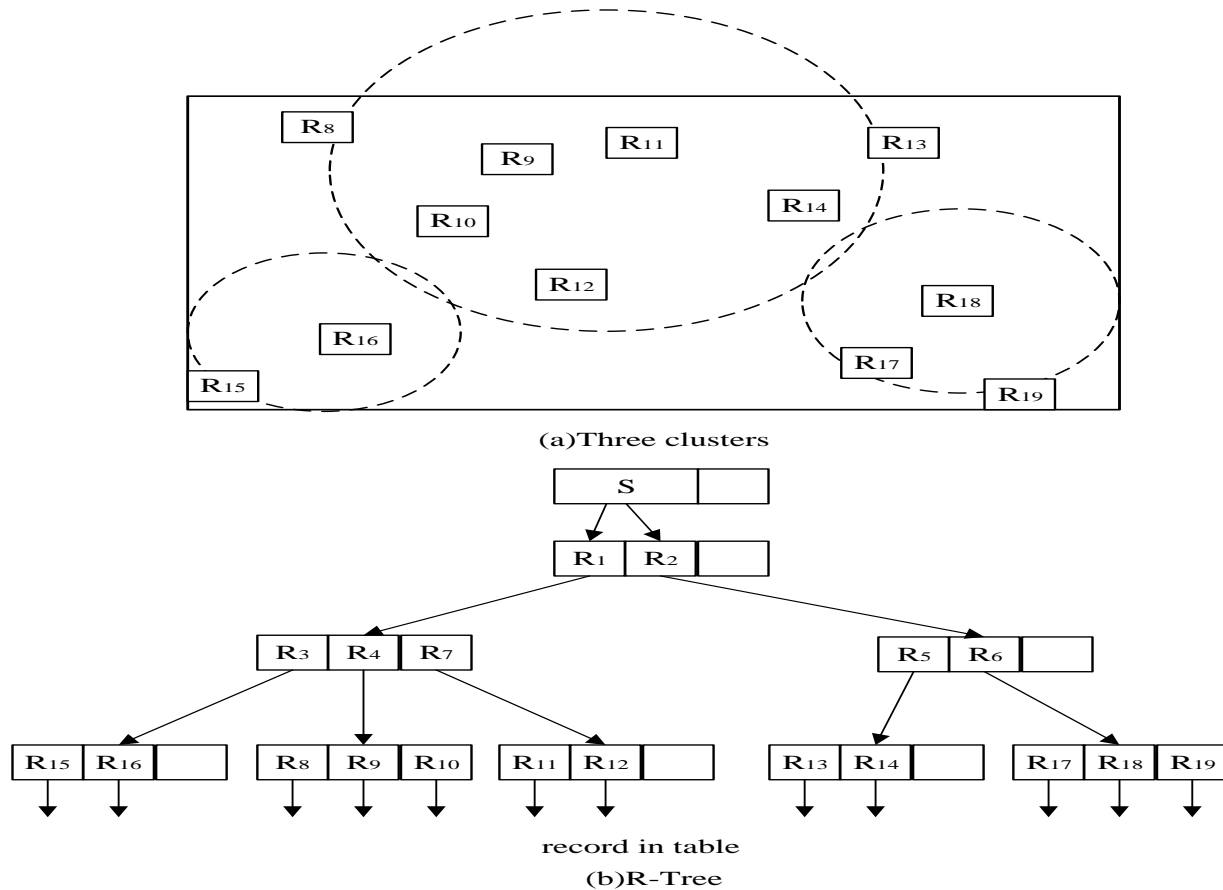 R8
R11
R13
R9
R14
R10
R12
R18
R16
R17
R15
R19
(a)Three clusters
S
R1 R2
R3 R4 R7 R5 R6
R15 R16 R8 R9 R10 R11 R12 R13 R14 R17 R18 R19
record in table
(b)R-Tree